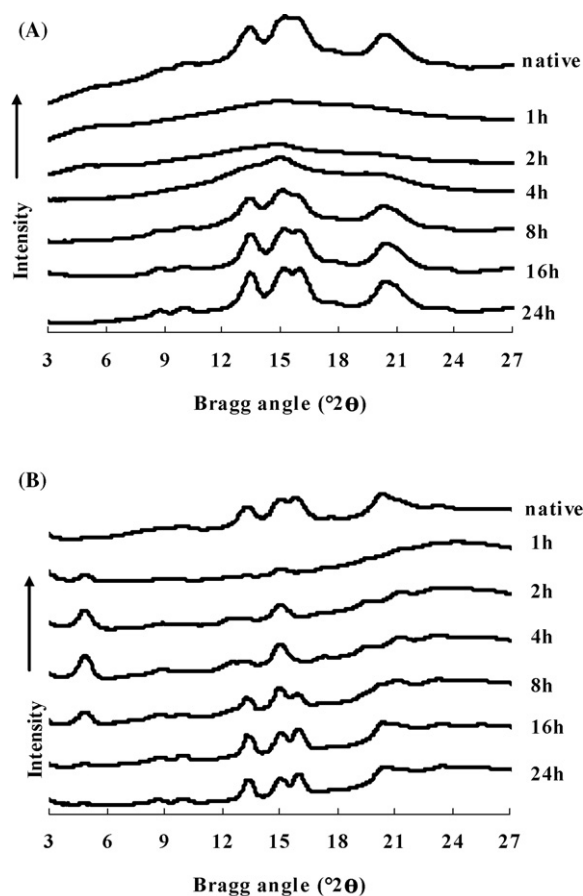 (A)
native
1h
2h
4h
8h
16h
24h
Intensity
3 6 9 12 15 18 21 24 27
Bragg angle (°2θ)
(B)
native
1h
2h
4h
8h
16h
24h
Intensity
3 6 9 12 15 18 21 24 27
Bragg angle (°2θ)